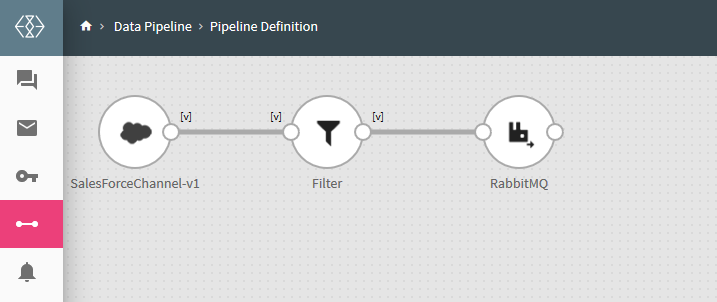 Data Pipeline > Pipeline Definition
[v] [v] [v]
SalesForceChannel-v1 Filter RabbitMQ